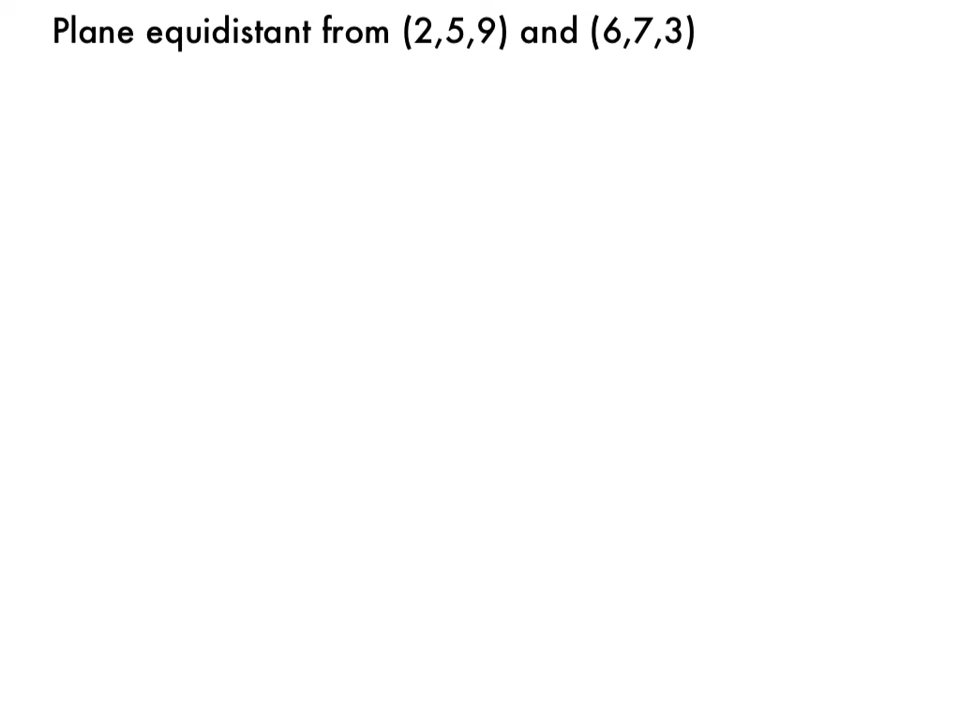 Plane equidistant from (2,5,9) and (6,7,3)